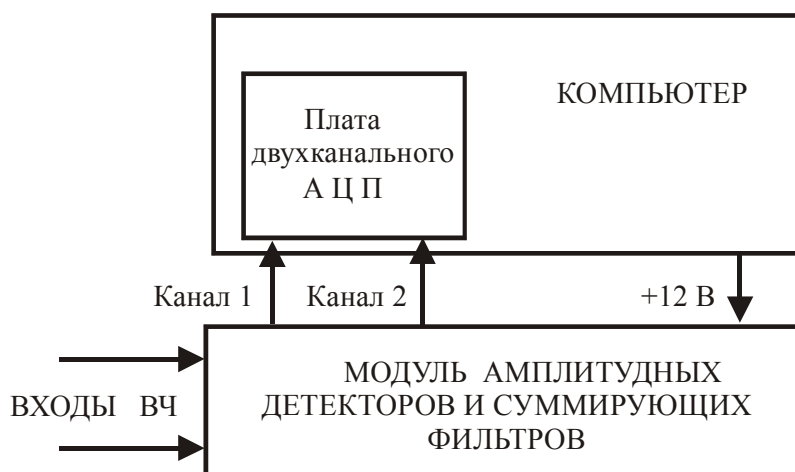 КОМПЬЮТЕР
Плата
двухканального
А Ц П
Канал 1
Канал 2
+12 В
ВХОДЫ ВЧ
МОДУЛЬ АМПЛИТУДНЫХ
ДЕТЕКТОРОВ И СУММИРУЮЩИХ
ФИЛЬТРОВ